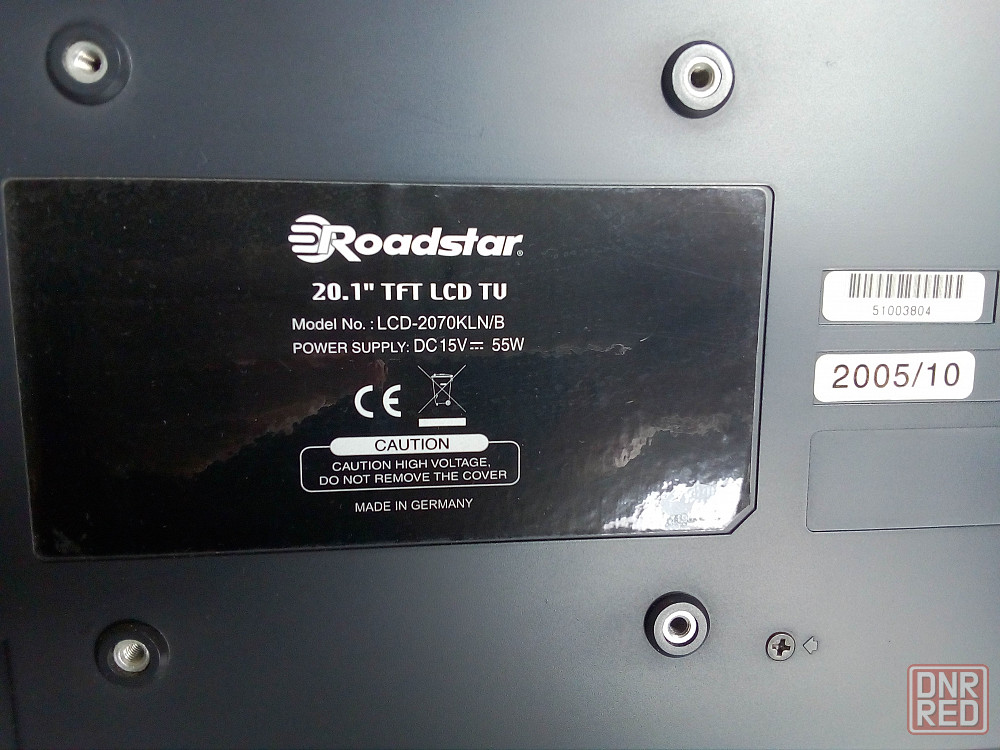 Roadstar®
20.1" TFT LCD TV
Model No. : LCD-2070KLN/B
POWER SUPPLY: DC15V⎓ 55W
CE
CAUTION
CAUTION HIGH VOLTAGE,
DO NOT REMOVE THE COVER
MADE IN GERMANY
51003804
2005/10
DNR
RED